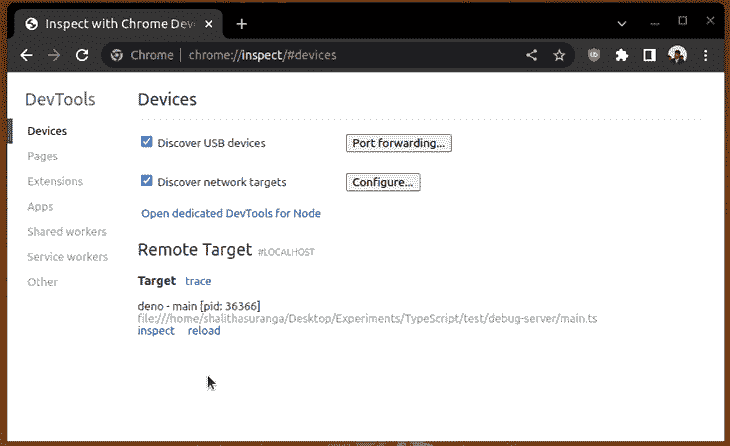 Inspect with Chrome Dev
Chrome | chrome://inspect/#devices
DevTools
Devices
Pages
Extensions
Apps
Shared workers
Service workers
Other
Devices
Discover USB devices
Port forwarding...
Discover network targets
Configure...
Open dedicated DevTools for Node
Remote Target #LOCALHOST
Target trace
deno - main [pid: 36366]
file:///home/shalithasuranga/Desktop/Experiments/TypeScript/test/debug-server/main.ts
inspect reload